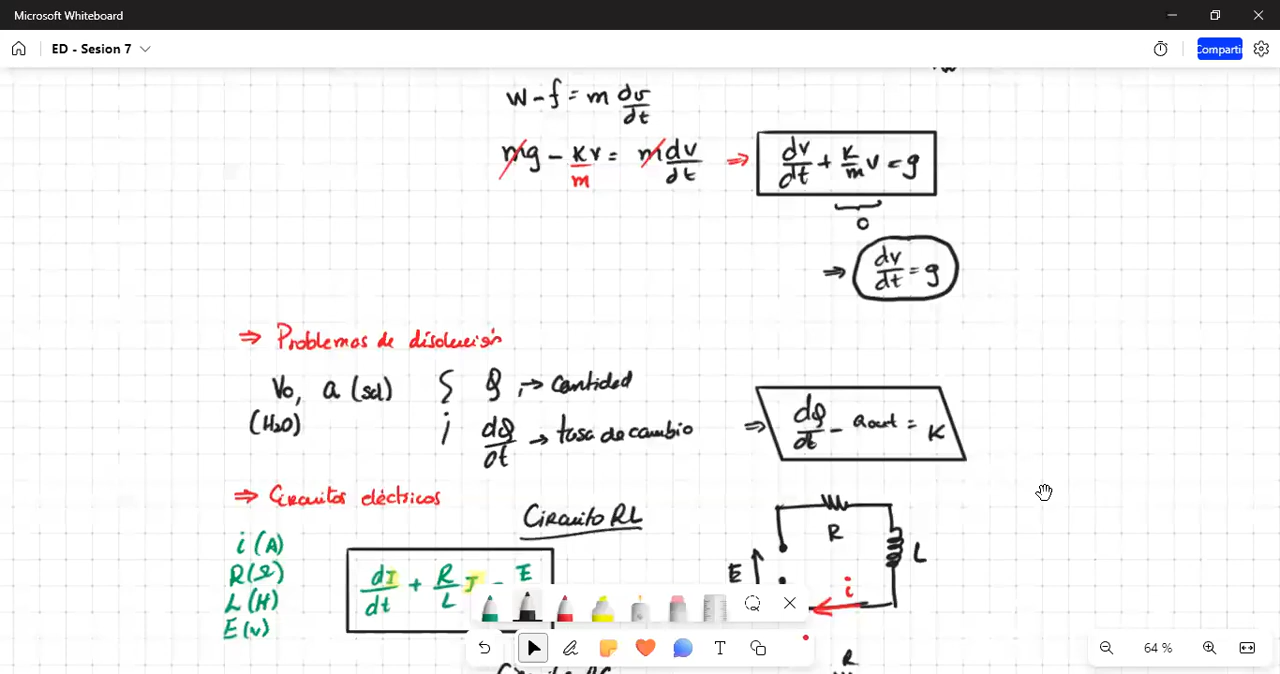 Microsoft Whiteboard
ED - Sesion 7
Comparti
W - f = m dv/dt
mg - Kv/m = m dv/dt ⇒ dv/dt + K/m v = g
0
⇒ dv/dt = g
⇒ Problemas de disolución
Vo, a (sal)
(H2O)
Q ; → Cantidad
i dQ/dt → tasa de cambio ⇒ dQ/dt - aout = K
⇒ Circuitos eléctricos
Circuito RL
i (A)
R (Ω)
L (H)
E (v)
dI/dt + R/L I = E
R
L
E
i
R
64 %